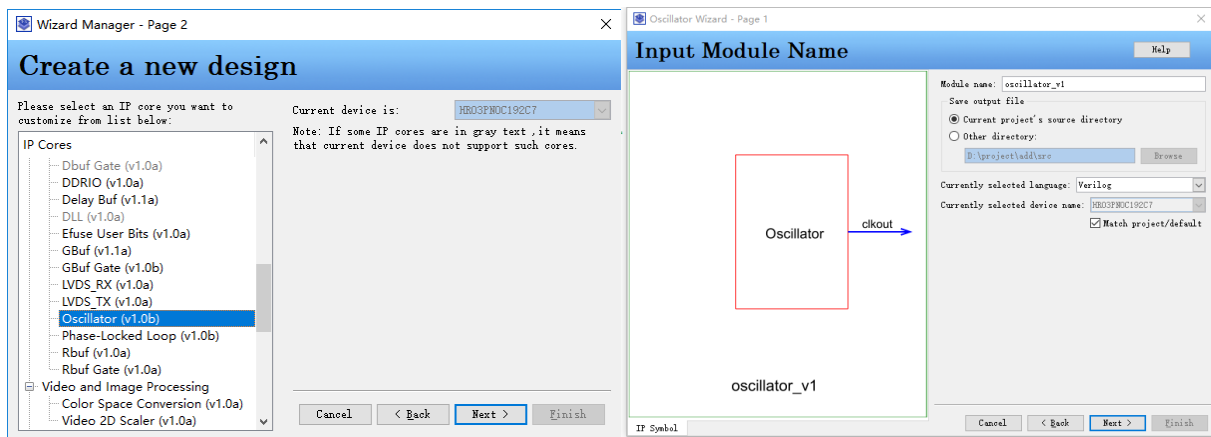 Wizard Manager - Page 2
Create a new design
Please select an IP core you want to
customize from list below:
IP Cores
Dbuf Gate (v1.0a)
DDRIO (v1.0a)
Delay Buf (v1.1a)
DLL (v1.0a)
Efuse User Bits (v1.0a)
GBuf (v1.1a)
GBuf Gate (v1.0b)
LVDS_RX (v1.0a)
LVDS_TX (v1.0a)
Oscillator (v1.0b)
Phase-Locked Loop (v1.0b)
Rbuf (v1.0a)
Rbuf Gate (v1.0a)
Video and Image Processing
Color Space Conversion (v1.0a)
Video 2D Scaler (v1.0a)
Current device is: HR03PN0C192C7
Note: If some IP cores are in gray text ,it means
that current device does not support such cores.
Cancel < Back Next > Finish
Oscillator Wizard - Page 1
Input Module Name
Help
Oscillator
clkout
oscillator_v1
IP Symbol
Module name: oscillator_v1
Save output file
Current project's source directory
Other directory:
D:\project\add\src Browse
Currently selected language: Verilog
Currently selected device name: HR03PN0C192C7
Match project/default
Cancel < Back Next > Finish